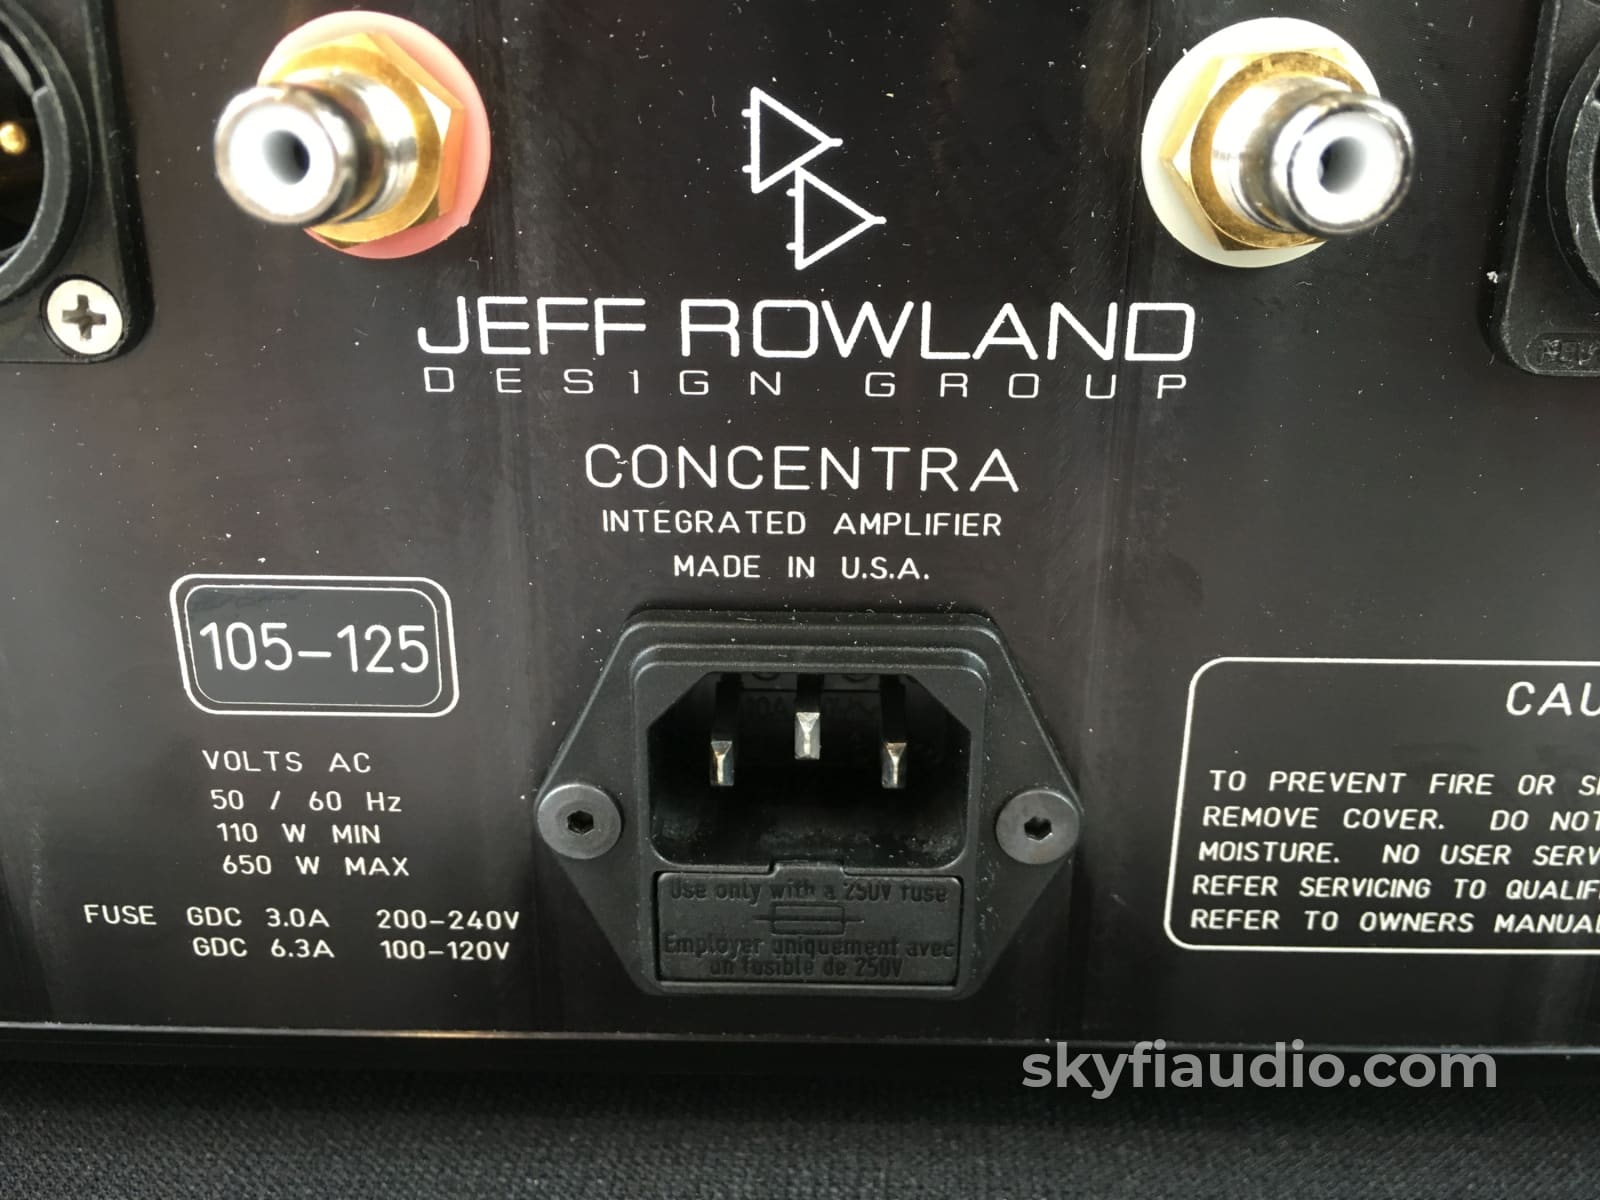 JEFF ROWLAND
DESIGN GROUP
CONCENTRA
INTEGRATED AMPLIFIER
MADE IN U.S.A.
105-125
VOLTS AC
50 / 60 Hz
110 W MIN
650 W MAX
FUSE GDC 3.0A 200-240V
GDC 6.3A 100-120V
Use only with a 250V fuse
Employer uniquement avec
un fusible de 250V
TO PREVENT FIRE OR
REMOVE COVER. DO NOT
MOISTURE. NO USER
REFER SERVICING TO
REFER TO OWNERS
skyfiaudio.com